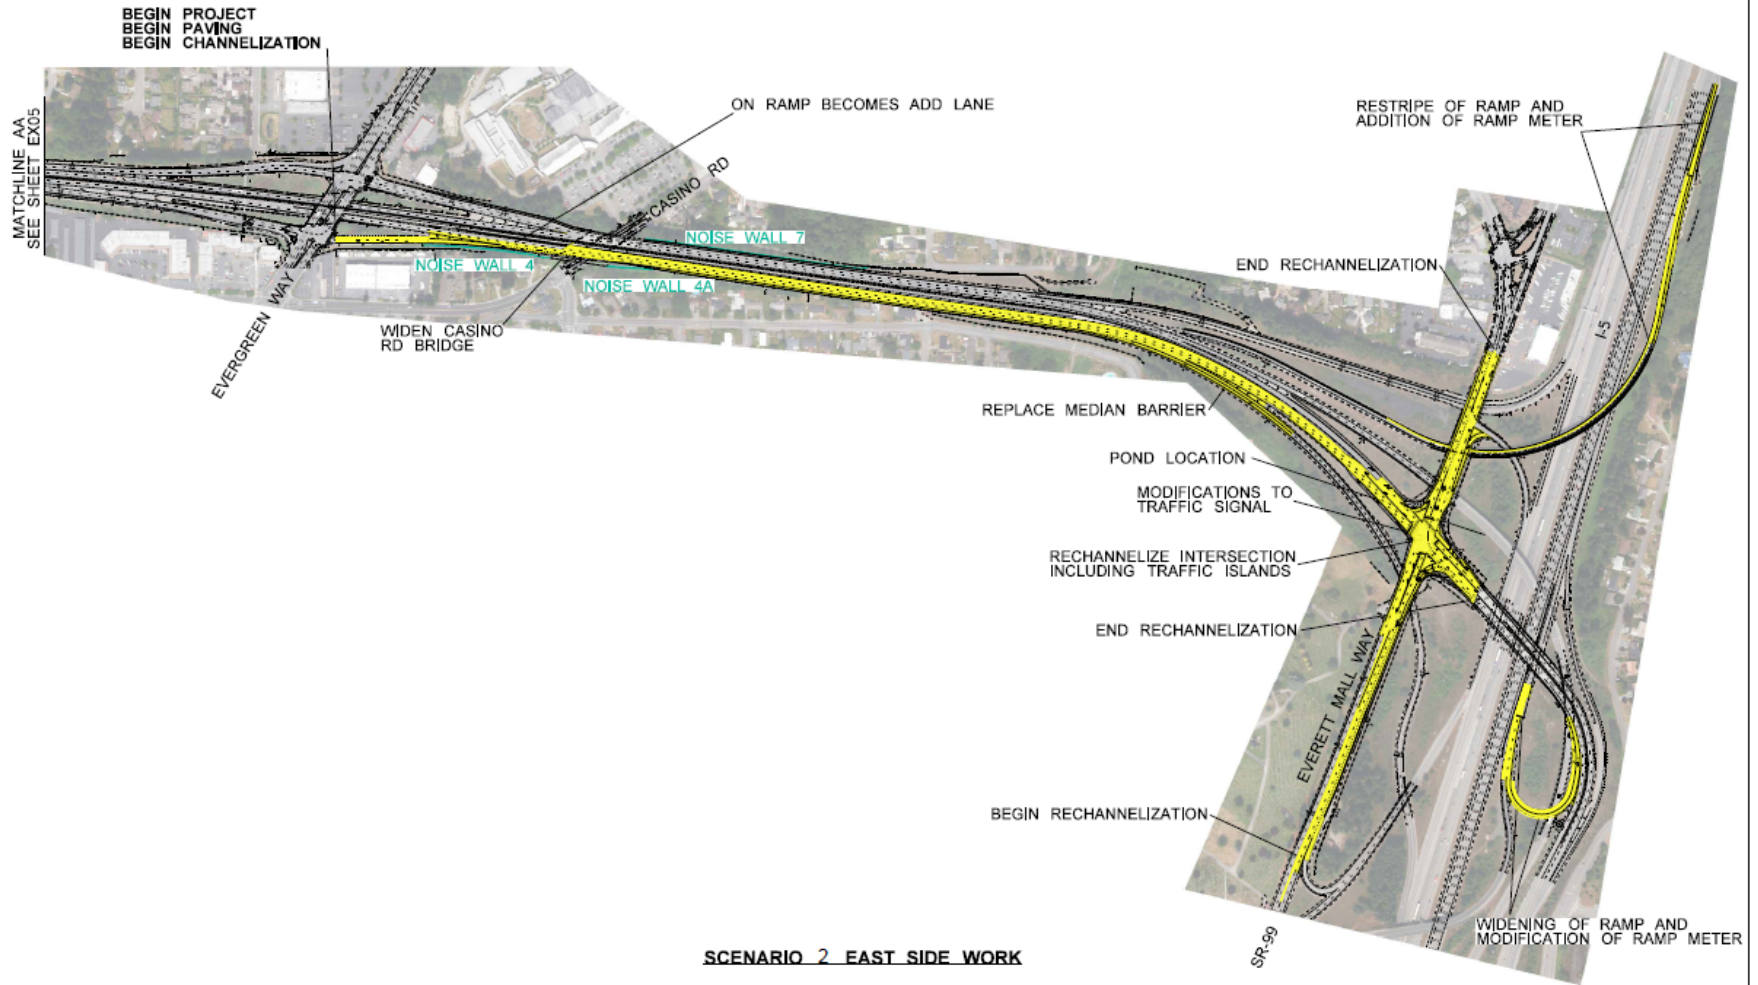 BEGIN PROJECT
BEGIN PAVING
BEGIN CHANNELIZATION
MATCHLINE AA
SEE SHEET EX05
ON RAMP BECOMES ADD LANE
RESTRIPE OF RAMP AND
ADDITION OF RAMP METER
CASINO RD
NOISE WALL 7
NOISE WALL 4
NOISE WALL 4A
END RECHANNELIZATION
I-5
WIDEN CASINO
RD BRIDGE
EVERGREEN WAY
REPLACE MEDIAN BARRIER
POND LOCATION
MODIFICATIONS TO
TRAFFIC SIGNAL
RECHANNELIZE INTERSECTION
INCLUDING TRAFFIC ISLANDS
END RECHANNELIZATION
EVERETT MALL WAY
BEGIN RECHANNELIZATION
WIDENING OF RAMP AND
MODIFICATION OF RAMP METER
SR-99
SCENARIO 2 EAST SIDE WORK